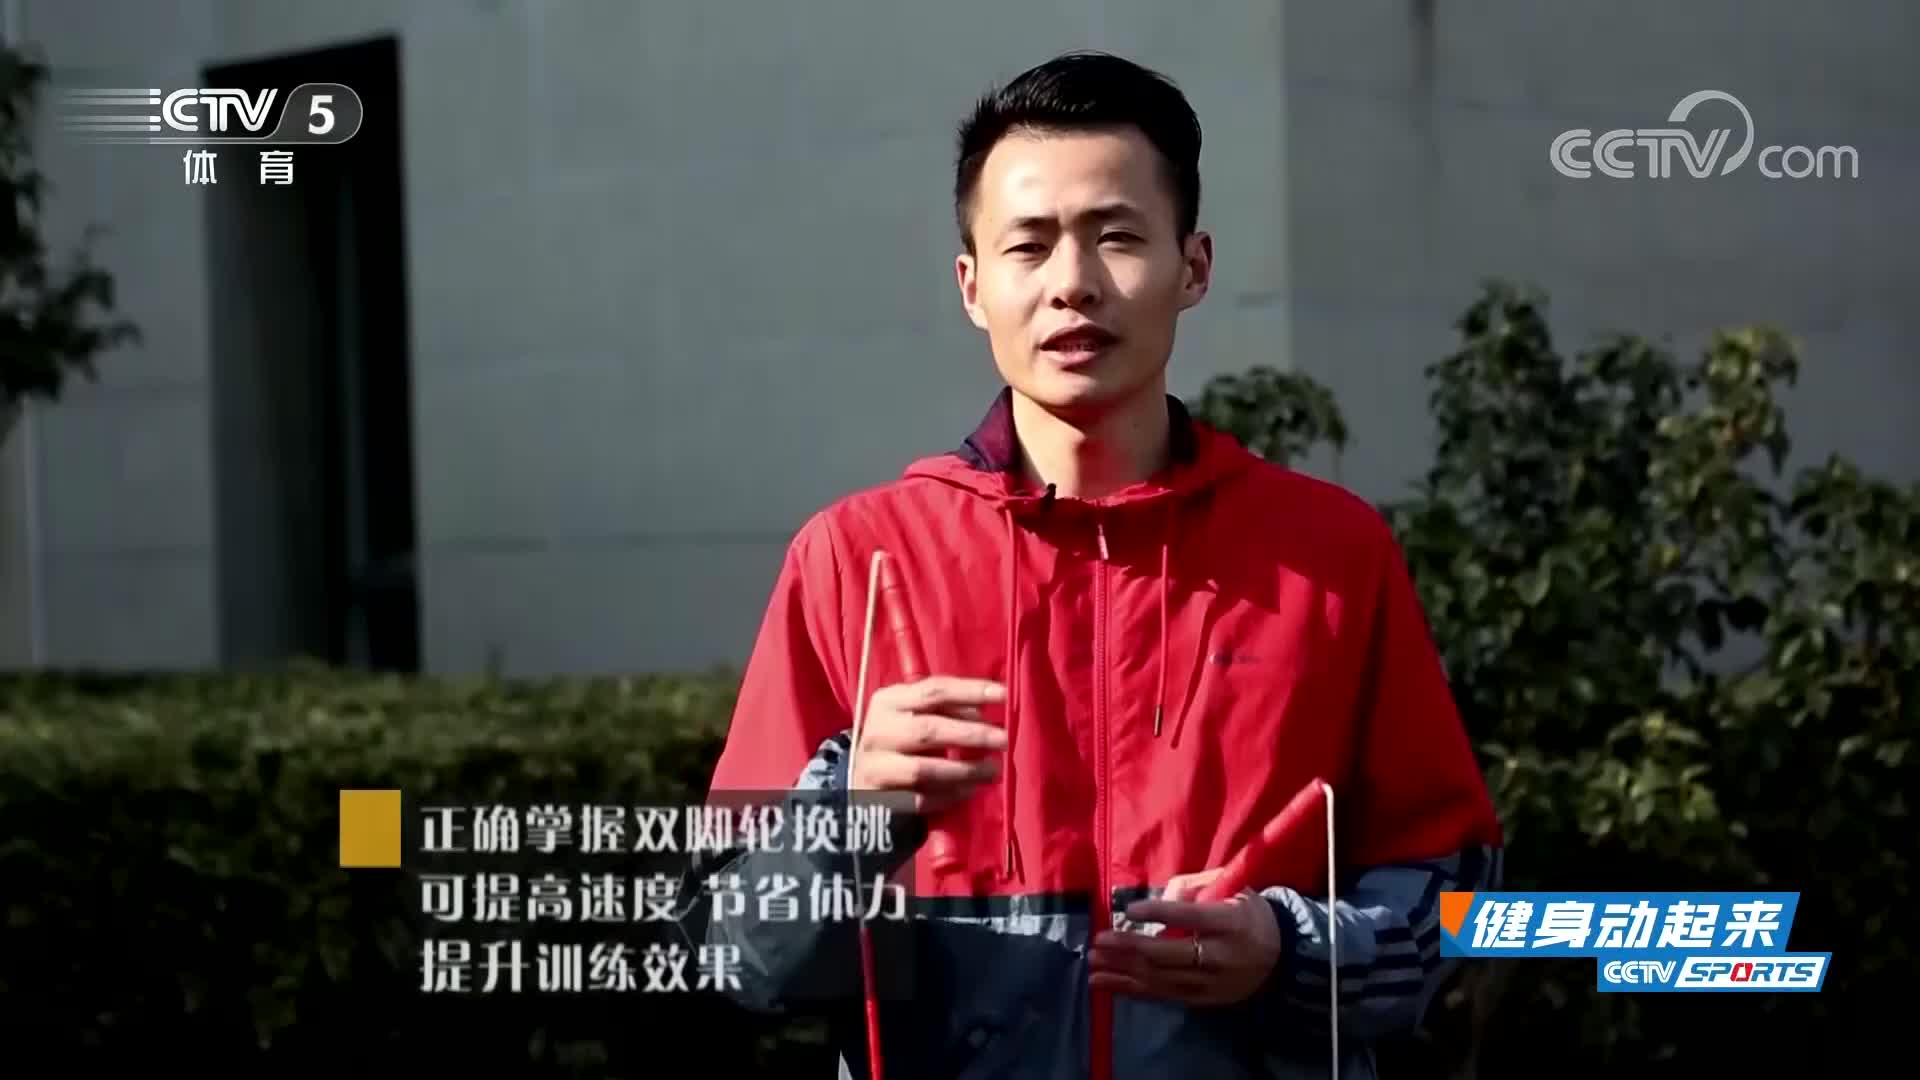 CCTV 5
体育
CCTV com
正确掌握双脚轮换跳
可提高速度 节省体力
提升训练效果
健身动起来
CCTV SPORTS